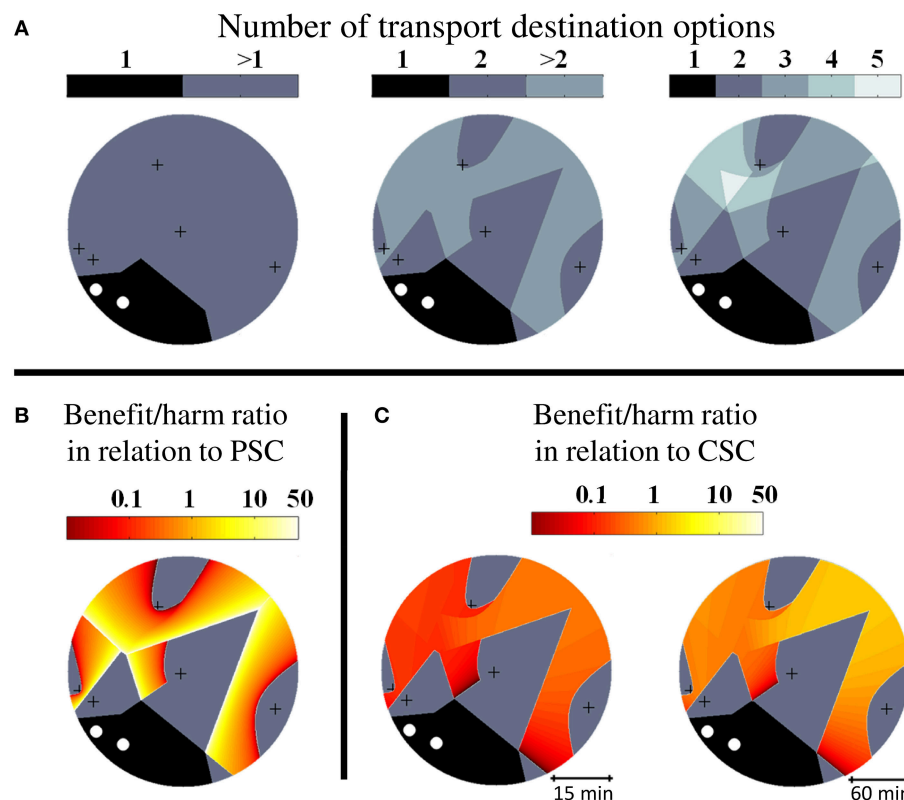 A
Number of transport destination options
1 >1
1 2 >2
1 2 3 4 5
B
Benefit/harm ratio
in relation to PSC
0.1 1 10 50
C
Benefit/harm ratio
in relation to CSC
0.1 1 10 50
15 min
60 min